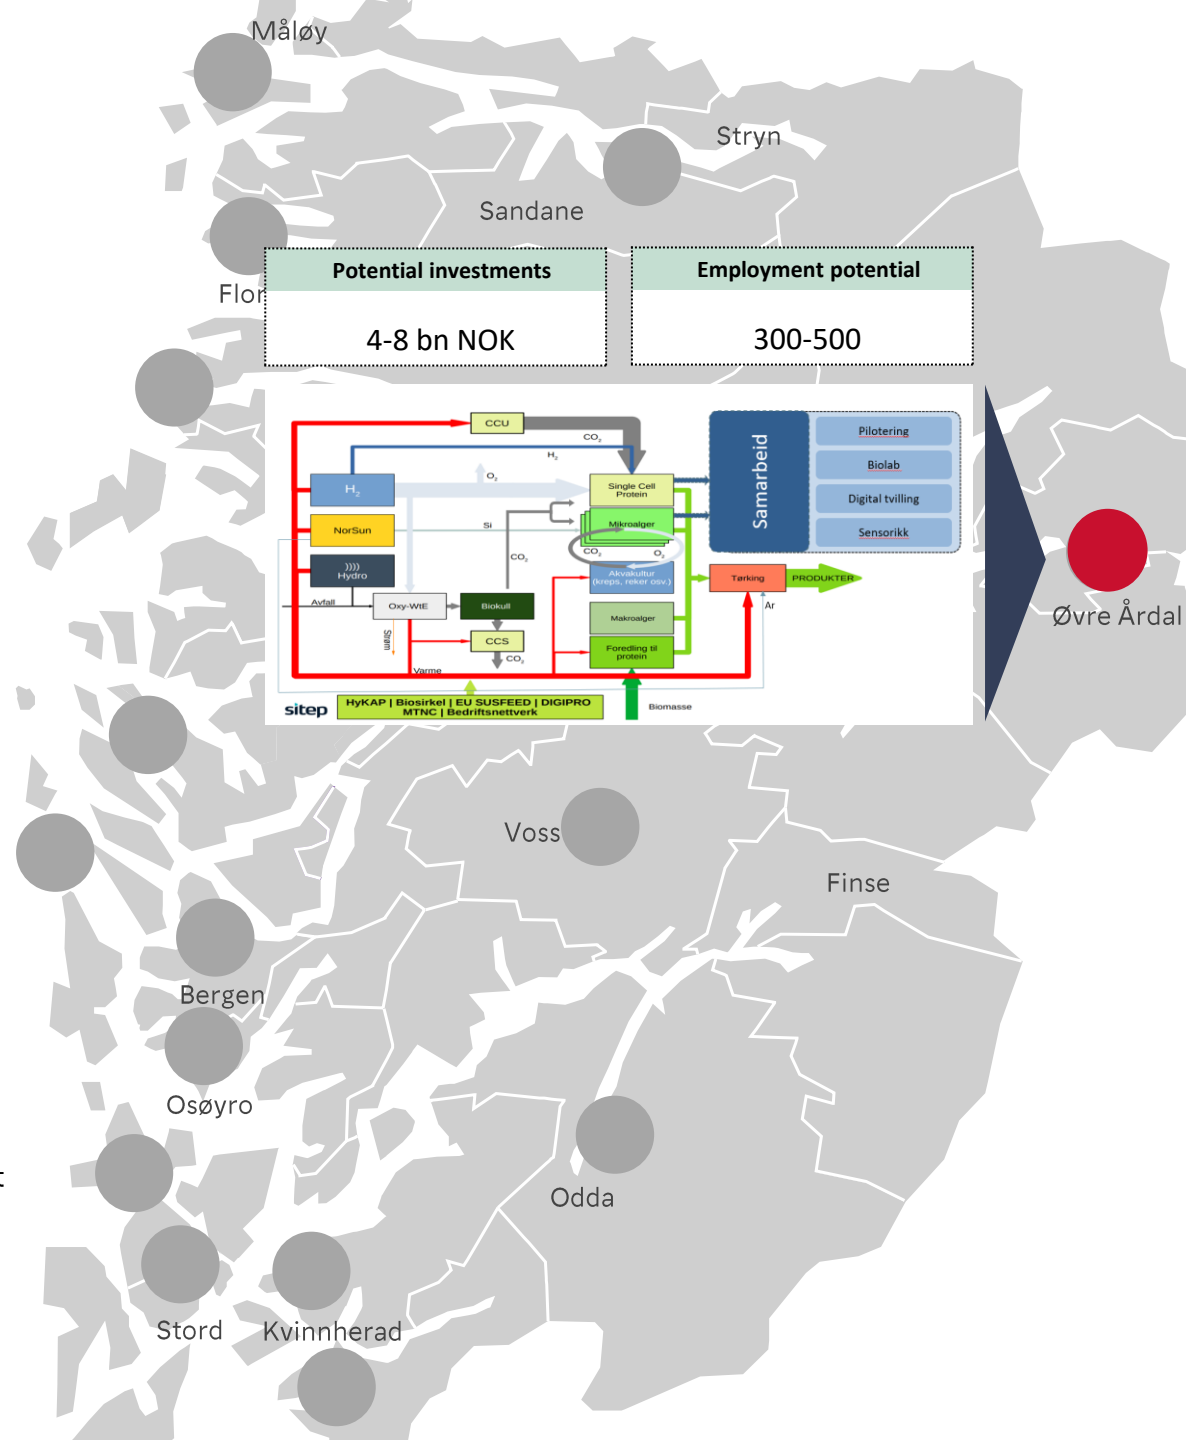 Måløy
Stryn
Sandane
Flor
Potential investments
4-8 bn NOK
Employment potential
300-500
CCU
CO₂
H₂
O₂
H₂
Single Cell
Protein
NorSun
Si
Mikroalger
CO₂
O₂
CO₂
Hydro
Akvakultur
(kreps, reker osv.)
Avfall
Oxy-WtE
Biokull
Makroalger
Strøm
CCS
CO₂
Foredling til
protein
Varme
Tørking
PRODUKTER
Ar
Samarbeid
Pilotering
Biolab
Digital tvilling
Sensorikk
sitep
HyKAP | Biosirkel | EU SUSFEED | DIGIPRO
MTNC | Bedriftsnettverk
Biomasse
Øvre Årdal
Voss
Finse
Bergen
Osøyro
Odda
Stord
Kvinnherad